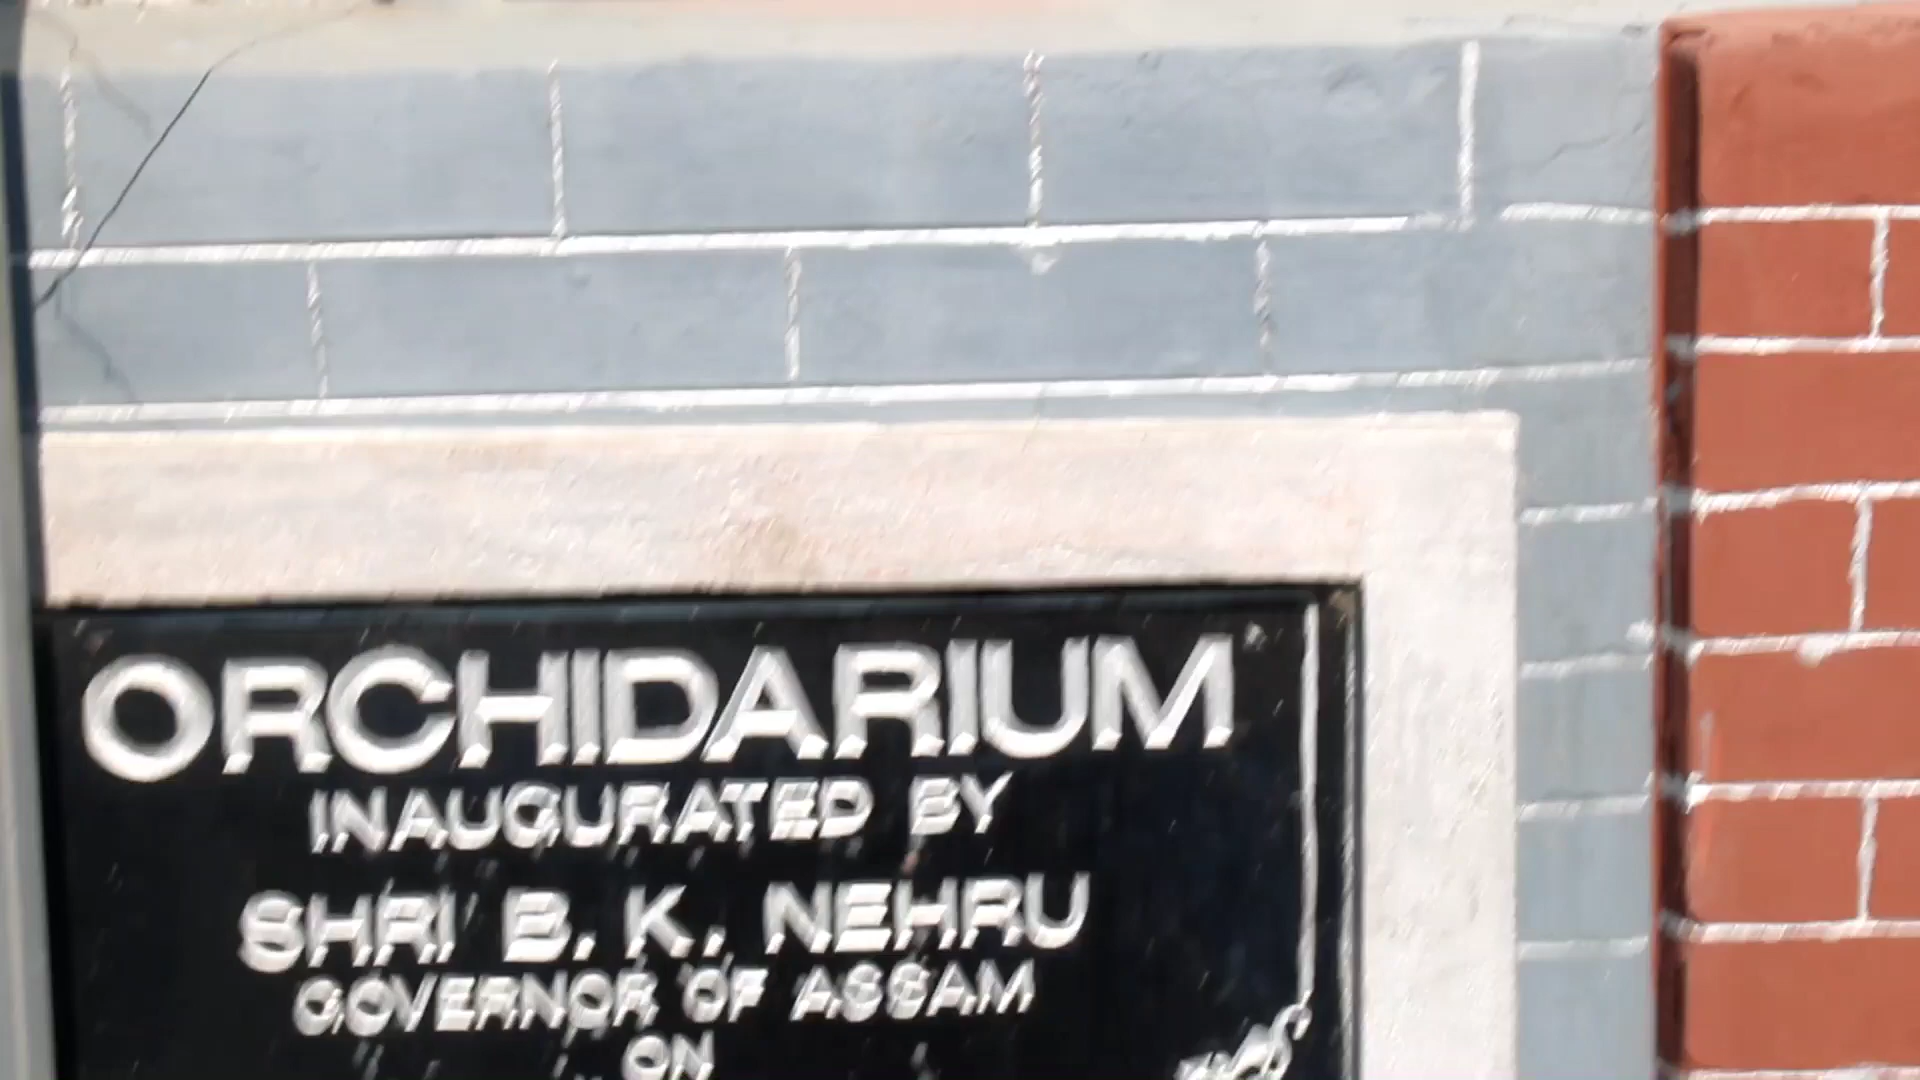 ORCHIDARIUM
INAUGURATED BY
SHRI B. K. NEHRU
GOVERNOR OF ASSAM
ON